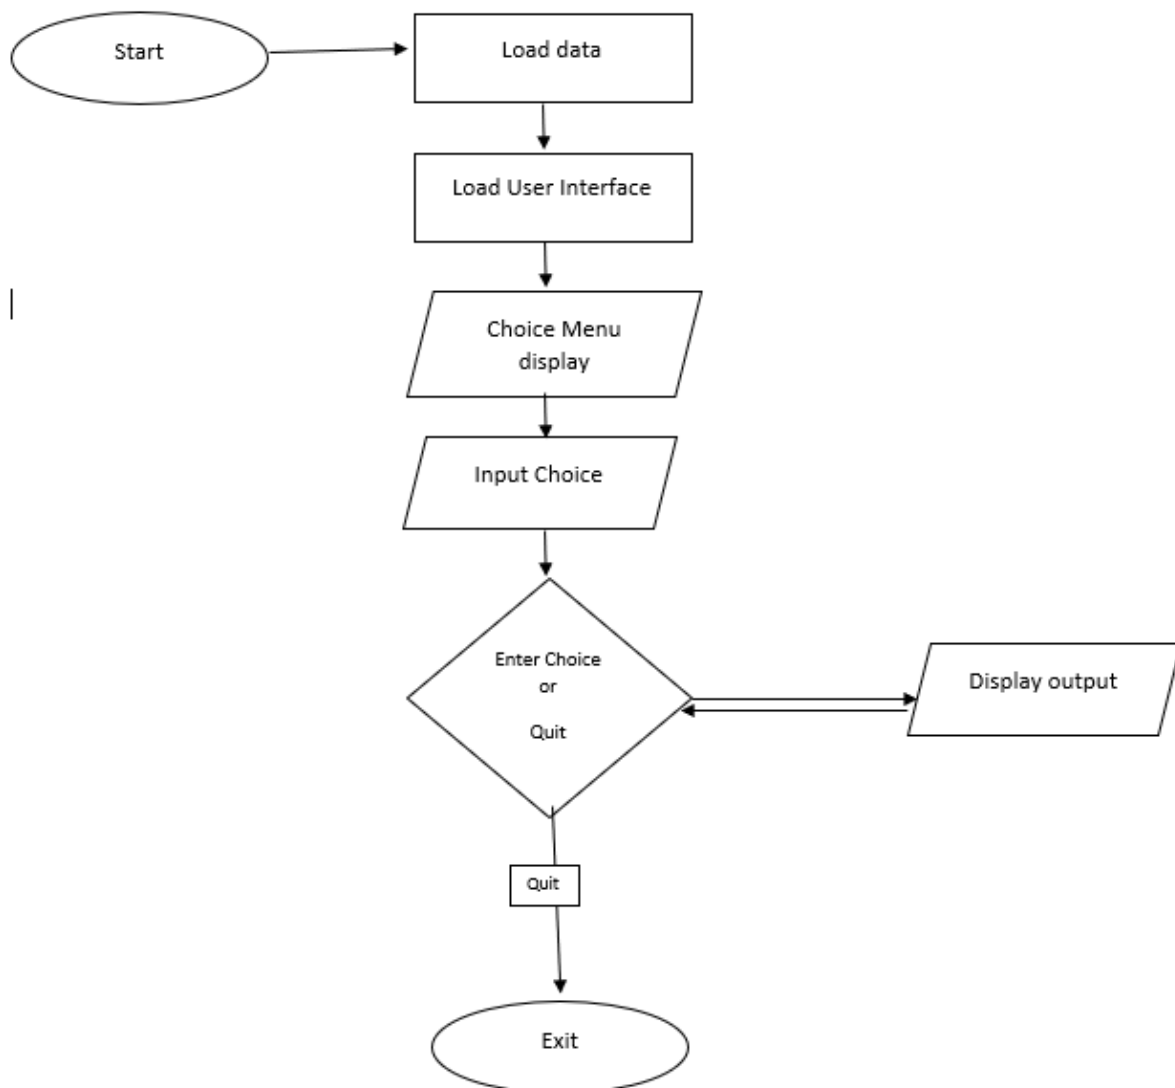 Start
Load data
Load User Interface
Choice Menu
display
Input Choice
Enter Choice
or
Quit
Display output
Quit
Exit